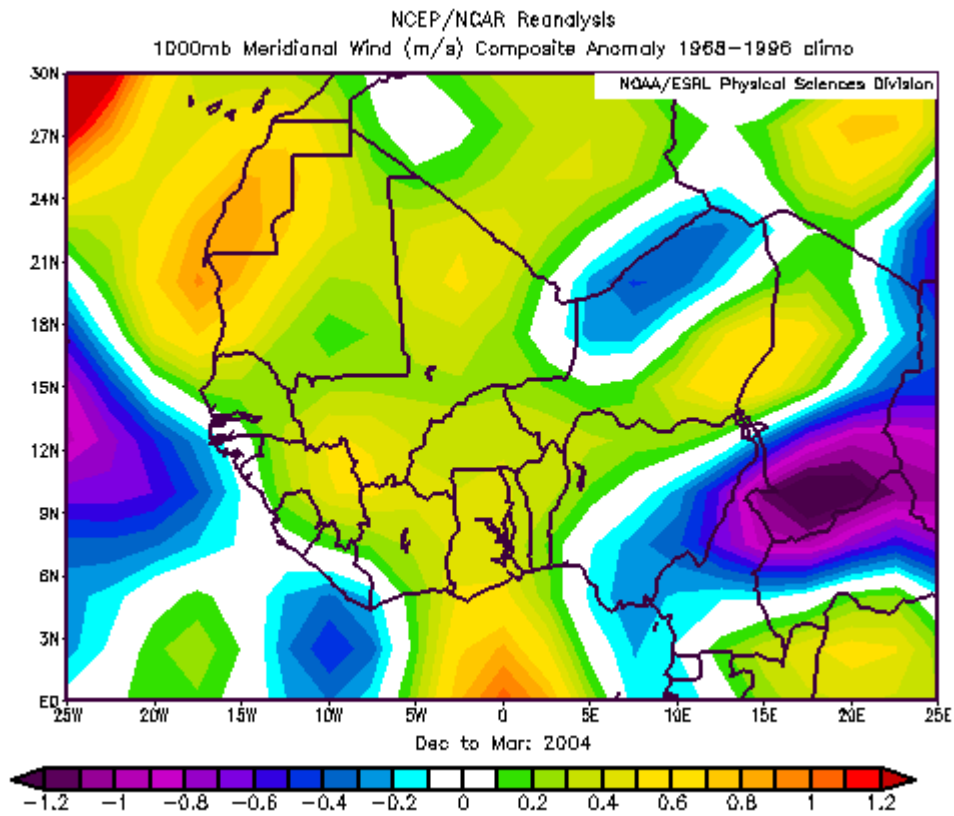 NCEP/NCAR Reanalysis
1000mb Meridional Wind (m/s) Composite Anomaly 1968-1996 climo
NOAA/ESRL Physical Sciences Division
30N
27N
24N
21N
18N
15N
12N
9N
6N
3N
EQ
25W 20W 15W 10W 5W 0 5E 10E 15E 20E 25E
Dec to Mar: 2004
-1.2 -1 -0.8 -0.6 -0.4 -0.2 0 0.2 0.4 0.6 0.8 1 1.2